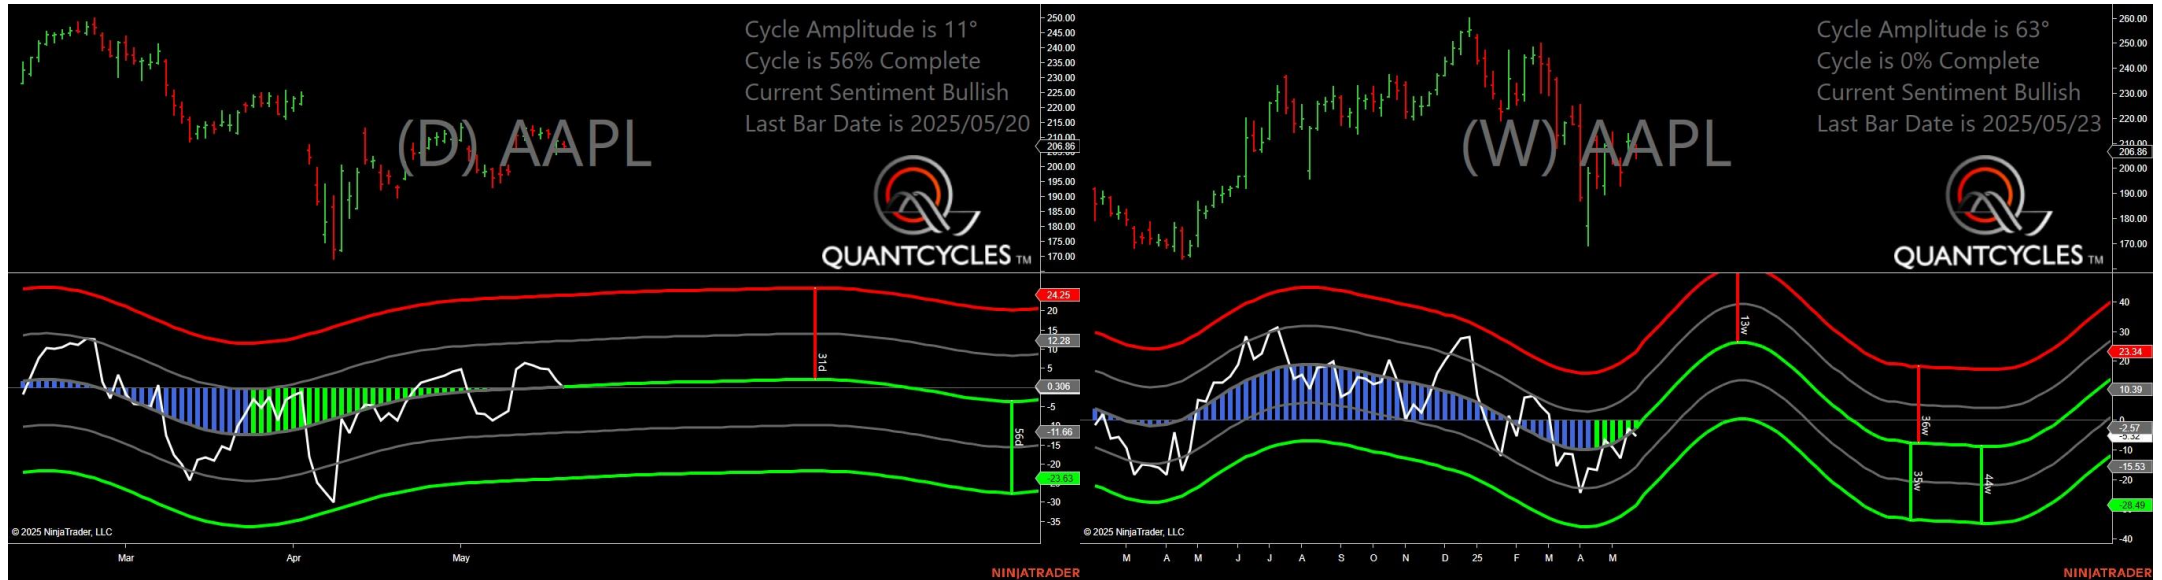 Cycle Amplitude is 11°
Cycle is 56% Complete
Current Sentiment Bullish
Last Bar Date is 2025/05/20
(D) AAPL
QUANTCYCLES TM
250.00
245.00
240.00
235.00
230.00
225.00
220.00
215.00
210.00
206.86
200.00
195.00
190.00
185.00
180.00
175.00
170.00
24.25
20
15
12.28
10
5
0.306
-5
-11.66
-15
-20
-23.63
-30
-35
31d
56d
© 2025 NinjaTrader, LLC
Mar
Apr
May
NINJATRADER
Cycle Amplitude is 63°
Cycle is 0% Complete
Current Sentiment Bullish
Last Bar Date is 2025/05/23
(W) AAPL
QUANTCYCLES TM
260.00
250.00
240.00
230.00
220.00
210.00
206.86
200.00
190.00
180.00
170.00
40
30
23.34
20
10.39
0
-2.57
-5.32
-10
-15.53
-20
-28.49
-40
13w
36w
35w
44w
© 2025 NinjaTrader, LLC
M A M J J A S O N D 25 F M A M
NINJATRADER